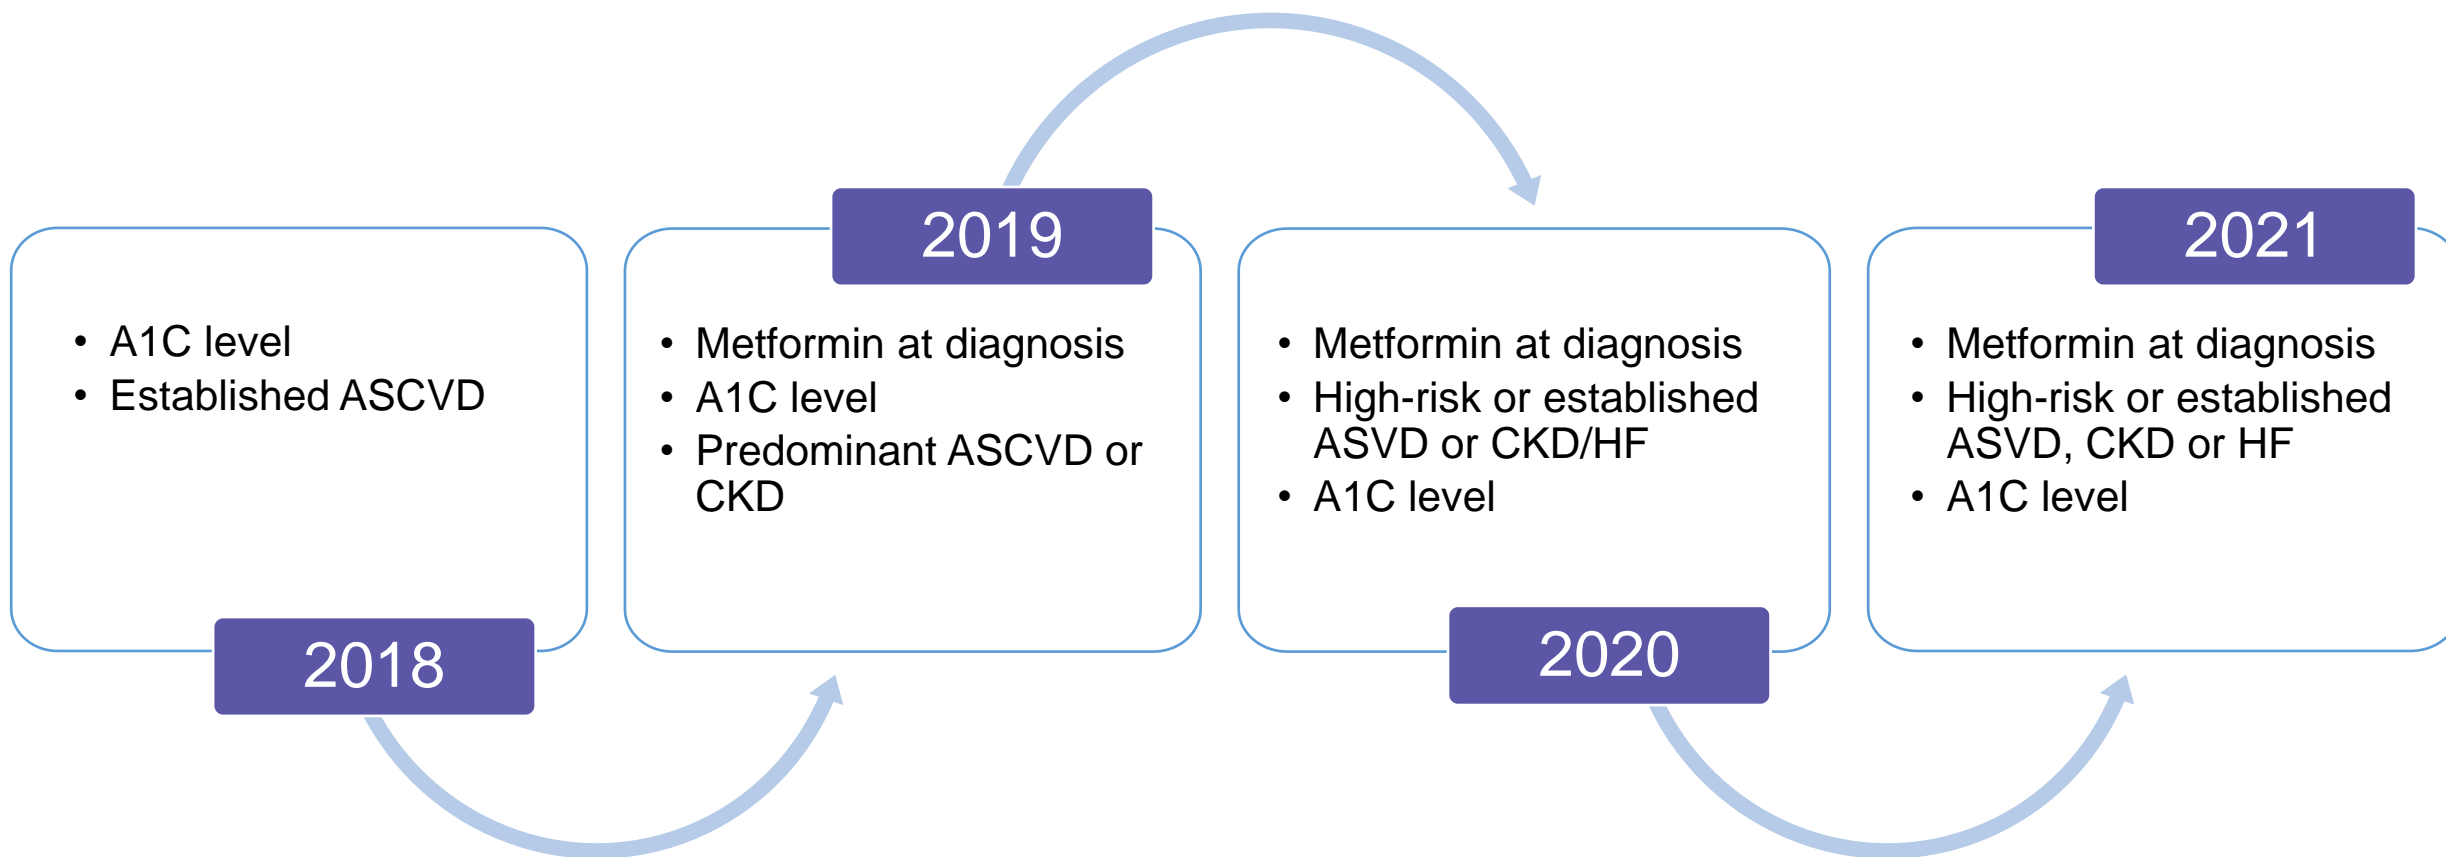 • A1C level
• Established ASCVD
2018
2019
• Metformin at diagnosis
• A1C level
• Predominant ASCVD or
CKD
• Metformin at diagnosis
• High-risk or established
ASVD or CKD/HF
• A1C level
2020
2021
• Metformin at diagnosis
• High-risk or established
ASVD, CKD or HF
• A1C level